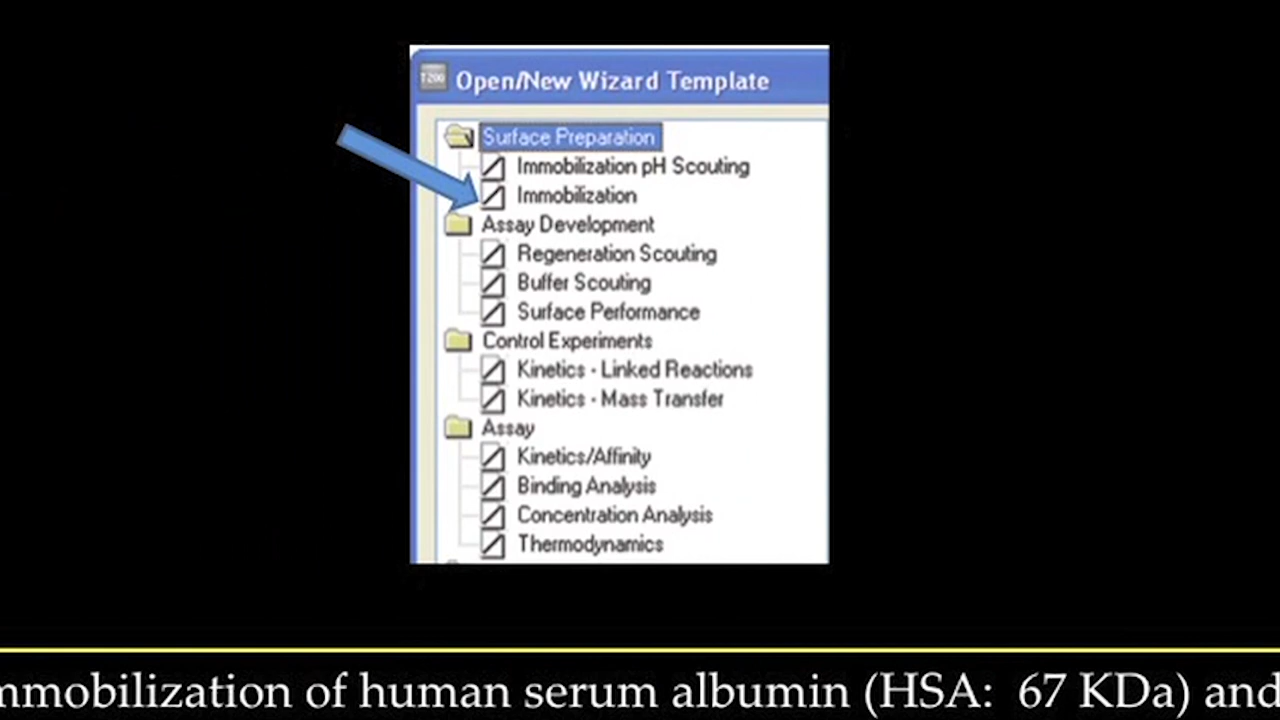 T200 Open/New Wizard Template
Surface Preparation
Immobilization pH Scouting
Immobilization
Assay Development
Regeneration Scouting
Buffer Scouting
Surface Performance
Control Experiments
Kinetics - Linked Reactions
Kinetics - Mass Transfer
Assay
Kinetics/Affinity
Binding Analysis
Concentration Analysis
Thermodynamics
mmobilization of human serum albumin (HSA: 67 KDa) and